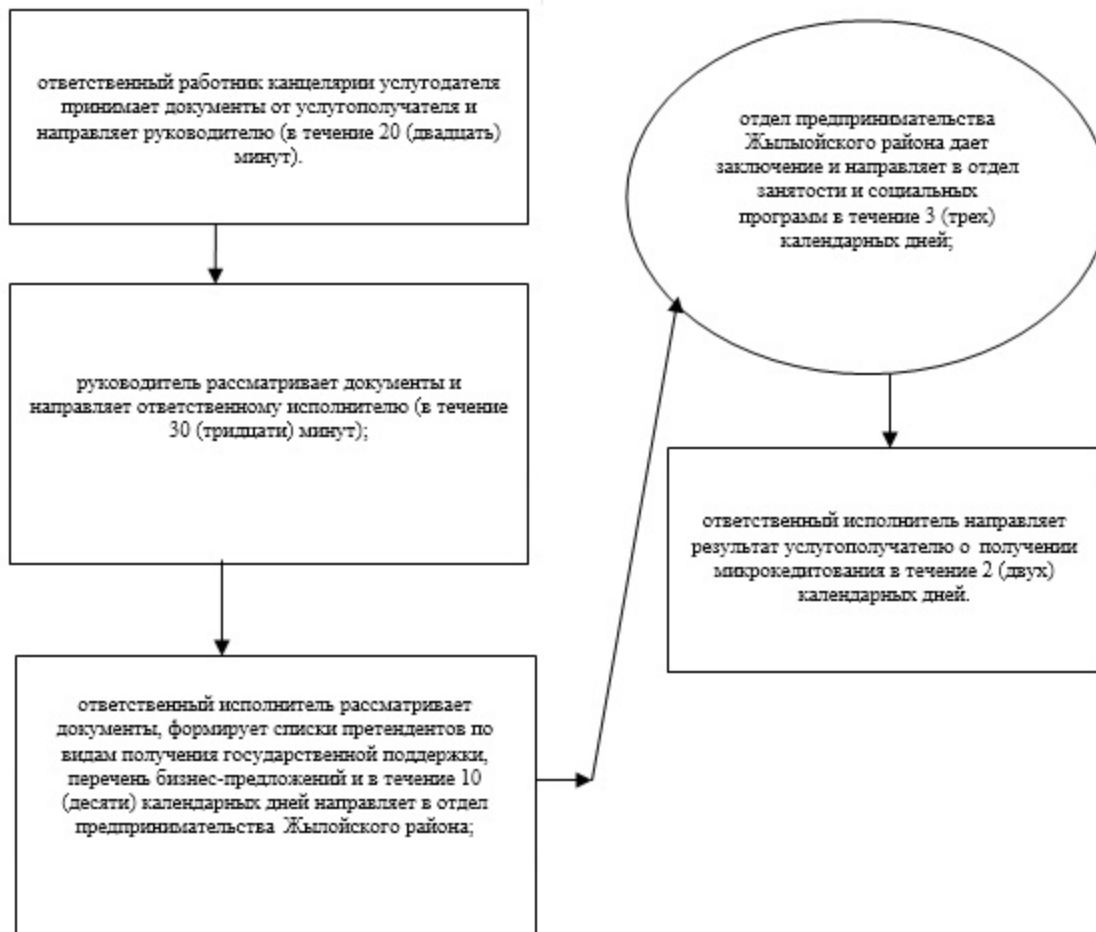 ответственный работник канцелярии услугодателя
принимает документы от услугополучателя и
направляет руководителю (в течение 20 (двадцать)
минут).
руководитель рассматривает документы и
направляет ответственному исполнителю (в течение
30 (тридцати) минут);
ответственный исполнитель рассматривает
документы, формирует списки претендентов по
видам получения государственной поддержки,
перечень бизнес-предложений и в течение 10
(десяти) календарных дней направляет в отдел
предпринимательства Жылойского района;
отдел предпринимательства
Жылыойского района дает
заключение и направляет в отдел
занятости и социальных
программ в течение 3 (трех)
календарных дней;
ответственный исполнитель направляет
результат услугополучателю о получении
микрокедитования в течение 2 (двух)
календарных дней.